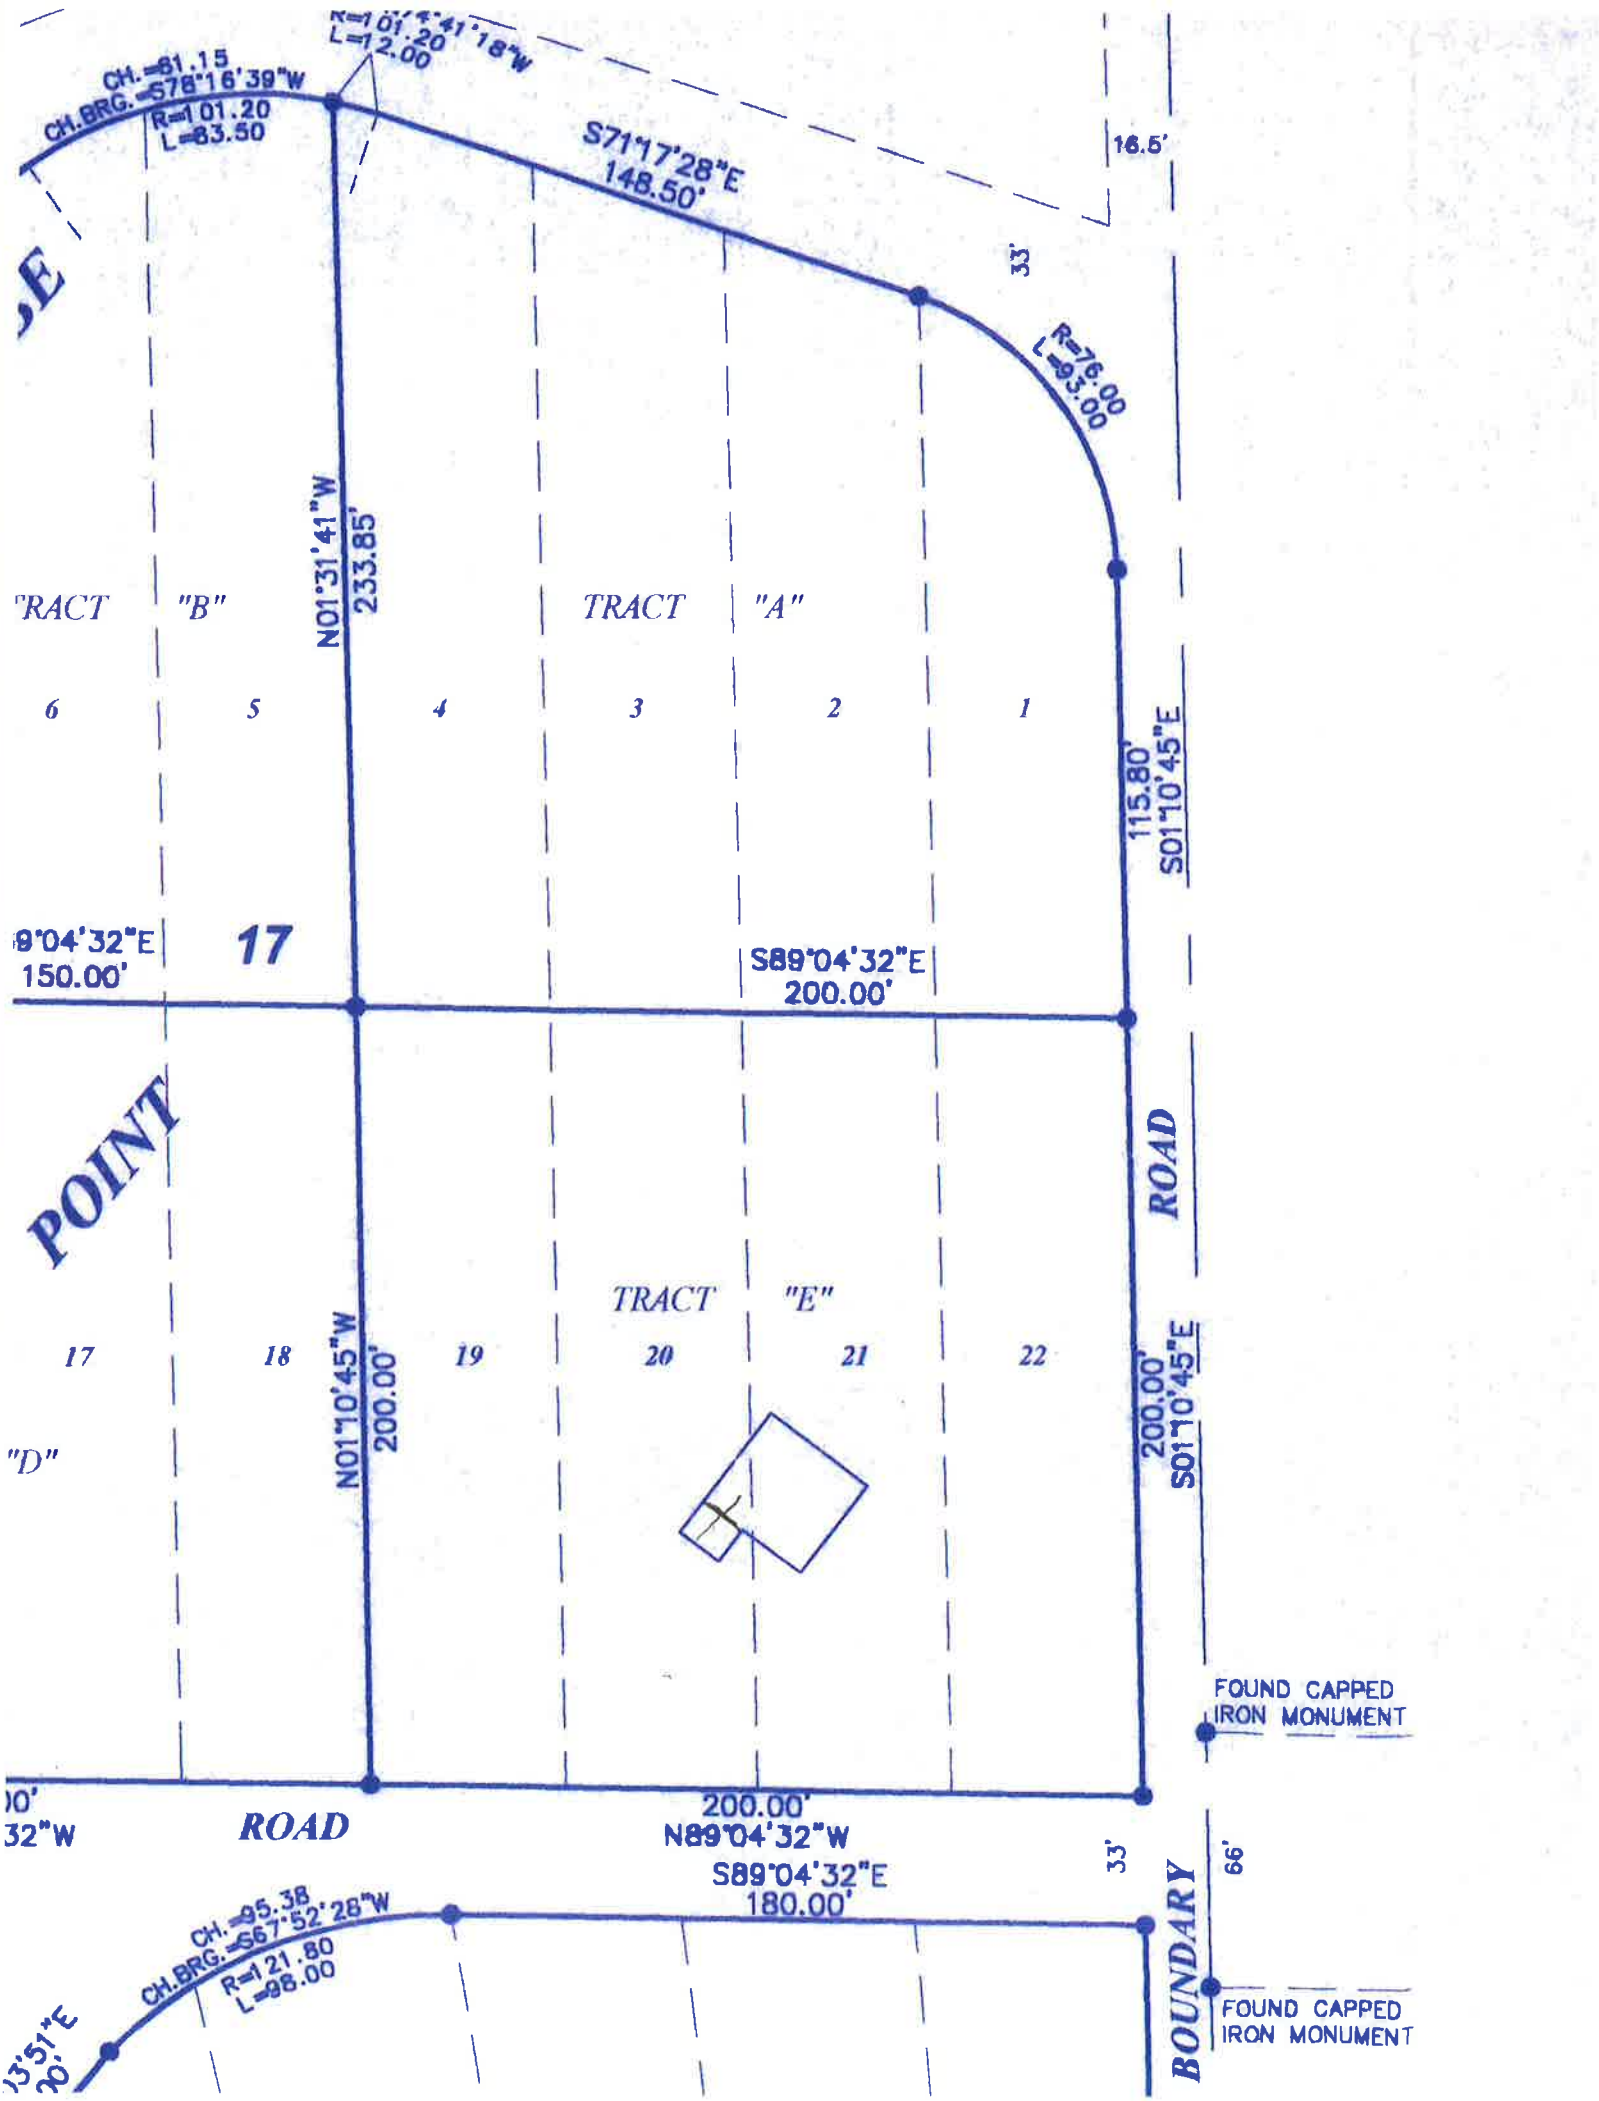 R=101.20
L=12.00
74°41'18"W
CH.=81.15
CH.BRG.=S78°16'39"W
R=101.20
L=83.50
S71°17'28"E
148.50'
16.5'
33'
R=76.00
L=93.00
N01°31'41"W
233.85'
"B"
TRACT "A"
6 5 4 3 2 1
115.80'
S01°10'45"E
9°04'32"E
150.00'
17
S89°04'32"E
200.00'
POINT
ROAD
TRACT "E"
17 18 19 20 21 22
N01°10'45"W
200.00'
200.00'
S01°10'45"E
"D"
FOUND CAPPED
IRON MONUMENT
32"W
ROAD
200.00'
N89°04'32"W
S89°04'32"E
180.00'
33'
66'
BOUNDARY
CH.=95.38
CH.BRG.=S67°52'28"W
R=121.80
L=98.00
3'51"E
FOUND CAPPED
IRON MONUMENT